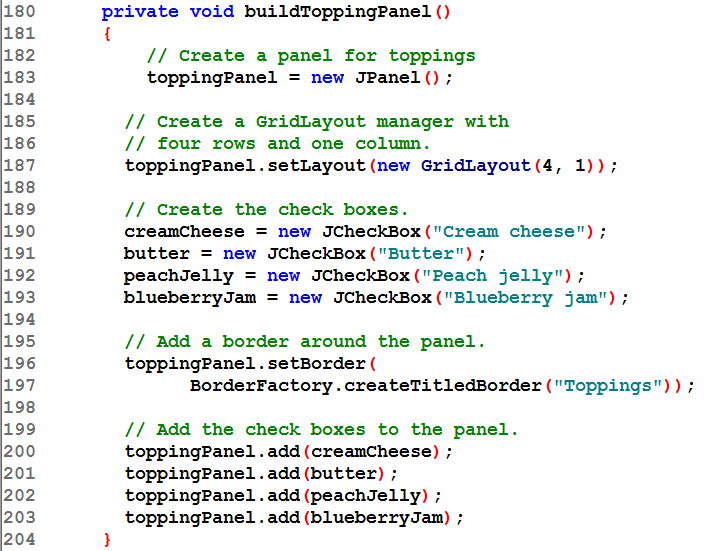 180 private void buildToppingPanel()
181 {
182 // Create a panel for toppings
183 toppingPanel = new JPanel();
184
185 // Create a GridLayout manager with
186 // four rows and one column.
187 toppingPanel.setLayout(new GridLayout(4, 1));
188
189 // Create the check boxes.
190 creamCheese = new JCheckBox("Cream cheese");
191 butter = new JCheckBox("Butter");
192 peachJelly = new JCheckBox("Peach jelly");
193 blueberryJam = new JCheckBox("Blueberry jam");
194
195 // Add a border around the panel.
196 toppingPanel.setBorder(
197 BorderFactory.createTitledBorder("Toppings"));
198
199 // Add the check boxes to the panel.
200 toppingPanel.add(creamCheese);
201 toppingPanel.add(butter);
202 toppingPanel.add(peachJelly);
203 toppingPanel.add(blueberryJam);
204 }